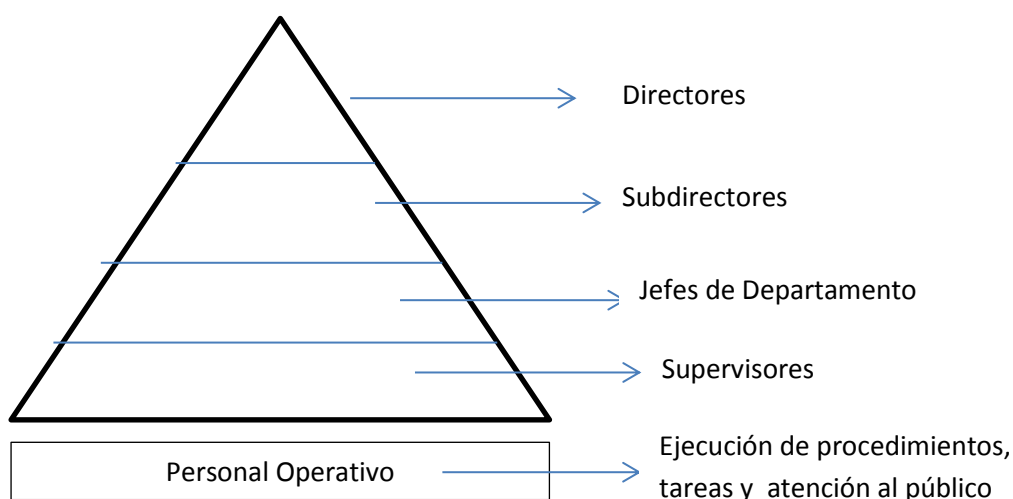 Directores
Subdirectores
Jefes de Departamento
Supervisores
Personal Operativo
Ejecución de procedimientos,
tareas y atención al público